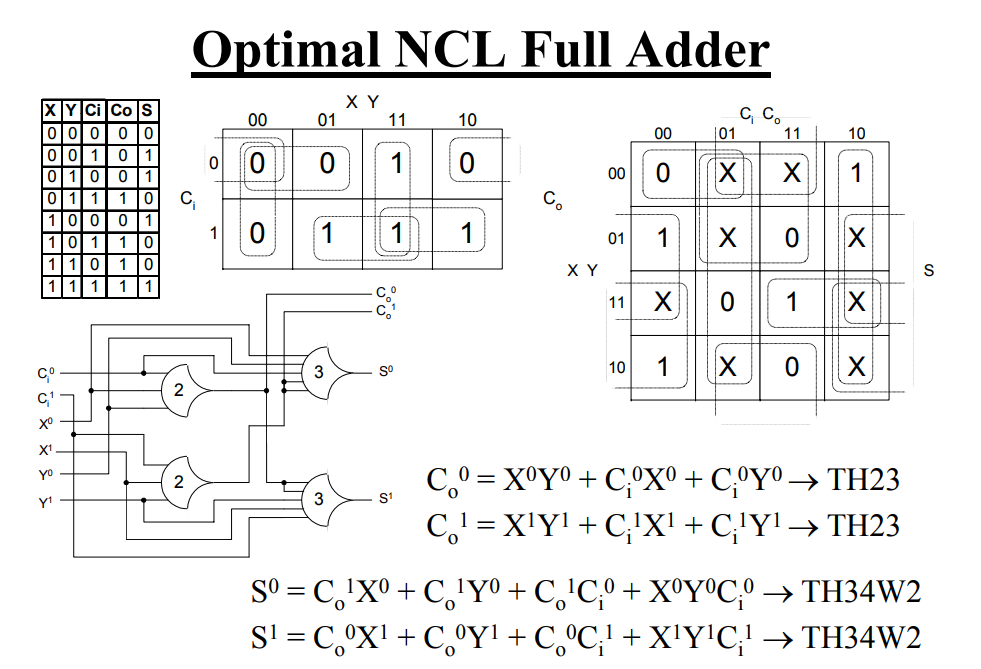 Optimal NCL Full Adder
X Y Ci Co S
0 0 0 0 0
0 0 1 0 1
0 1 0 0 1
0 1 1 1 0
1 0 0 0 1
1 0 1 1 0
1 1 0 1 0
1 1 1 1 1
X Y
00 01 11 10
Cᵢ
0 0 0 1 0
1 0 1 1 1
Cᵢ Cₒ
00 01 11 10
Cₒ
X Y
S
00 0 X X 1
01 1 X 0 X
11 X 0 1 X
10 1 X 0 X
Cₒ⁰
Cₒ¹
Cᵢ⁰
Cᵢ¹
X⁰
X¹
Y⁰
Y¹
2
2
3
3
S⁰
S¹
Cₒ⁰ = X⁰Y⁰ + Cᵢ⁰X⁰ + Cᵢ⁰Y⁰ → TH23
Cₒ¹ = X¹Y¹ + Cᵢ¹X¹ + Cᵢ¹Y¹ → TH23
S⁰ = Cₒ¹X⁰ + Cₒ¹Y⁰ + Cₒ¹Cᵢ⁰ + X⁰Y⁰Cᵢ⁰ → TH34W2
S¹ = Cₒ⁰X¹ + Cₒ⁰Y¹ + Cₒ⁰Cᵢ¹ + X¹Y¹Cᵢ¹ → TH34W2